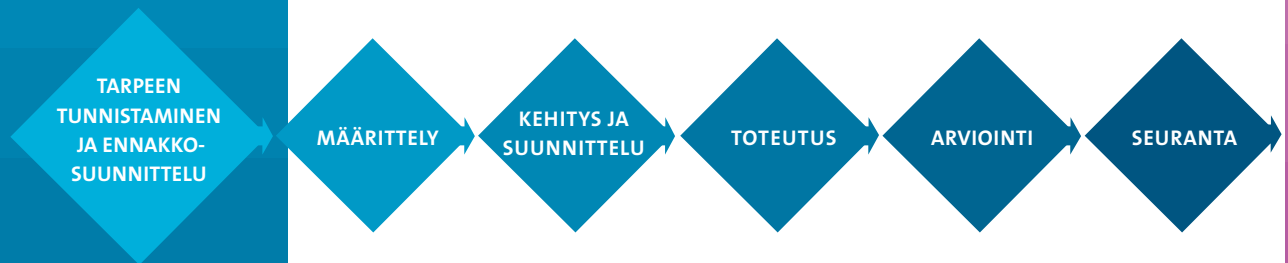 TARPEEN
TUNNISTAMINEN
JA ENNAKKO-
SUUNNITTELU
MÄÄRITTELY
KEHITYS JA
SUUNNITTELU
TOTEUTUS
ARVIOINTI
SEURANTA